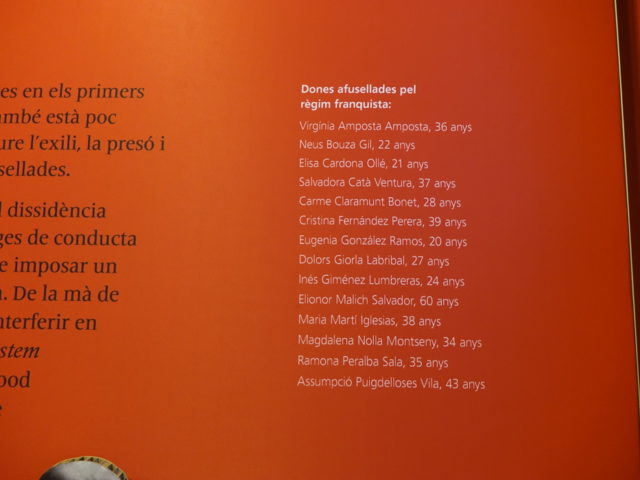 es en els primers
ambé està poc
ure l'exili, la presó i
sellades.
l dissidència
ges de conducta
e imposar un
a. De la mà de
nterferir en
stem
ood
e
Dones afusellades pel
règim franquista:
Virgínia Amposta Amposta, 36 anys
Neus Bouza Gil, 22 anys
Elisa Cardona Ollé, 21 anys
Salvadora Catà Ventura, 37 anys
Carme Claramunt Bonet, 28 anys
Cristina Fernández Perera, 39 anys
Eugenia González Ramos, 20 anys
Dolors Giorla Labribal, 27 anys
Inés Giménez Lumbreras, 24 anys
Elionor Malich Salvador, 60 anys
Maria Martí Iglesias, 38 anys
Magdalena Nolla Montseny, 34 anys
Ramona Peralba Sala, 35 anys
Assumpció Puigdelloses Vila, 43 anys